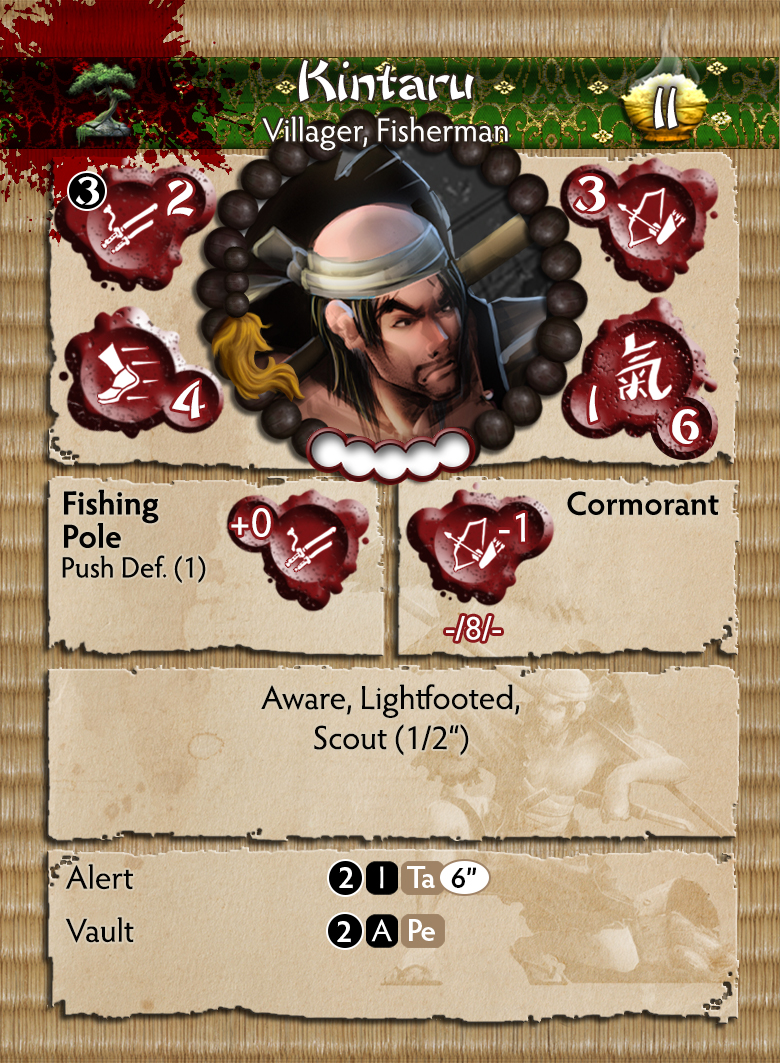 Kintaru
11
Villager, Fisherman
3 2
3
4
氣
1 6
Fishing
Pole
Push Def. (1)
+0
-1
Cormorant
-/8/-
Aware, Lightfooted,
Scout (1/2“)
Alert 2 I Ta 6”
Vault 2 A Pe